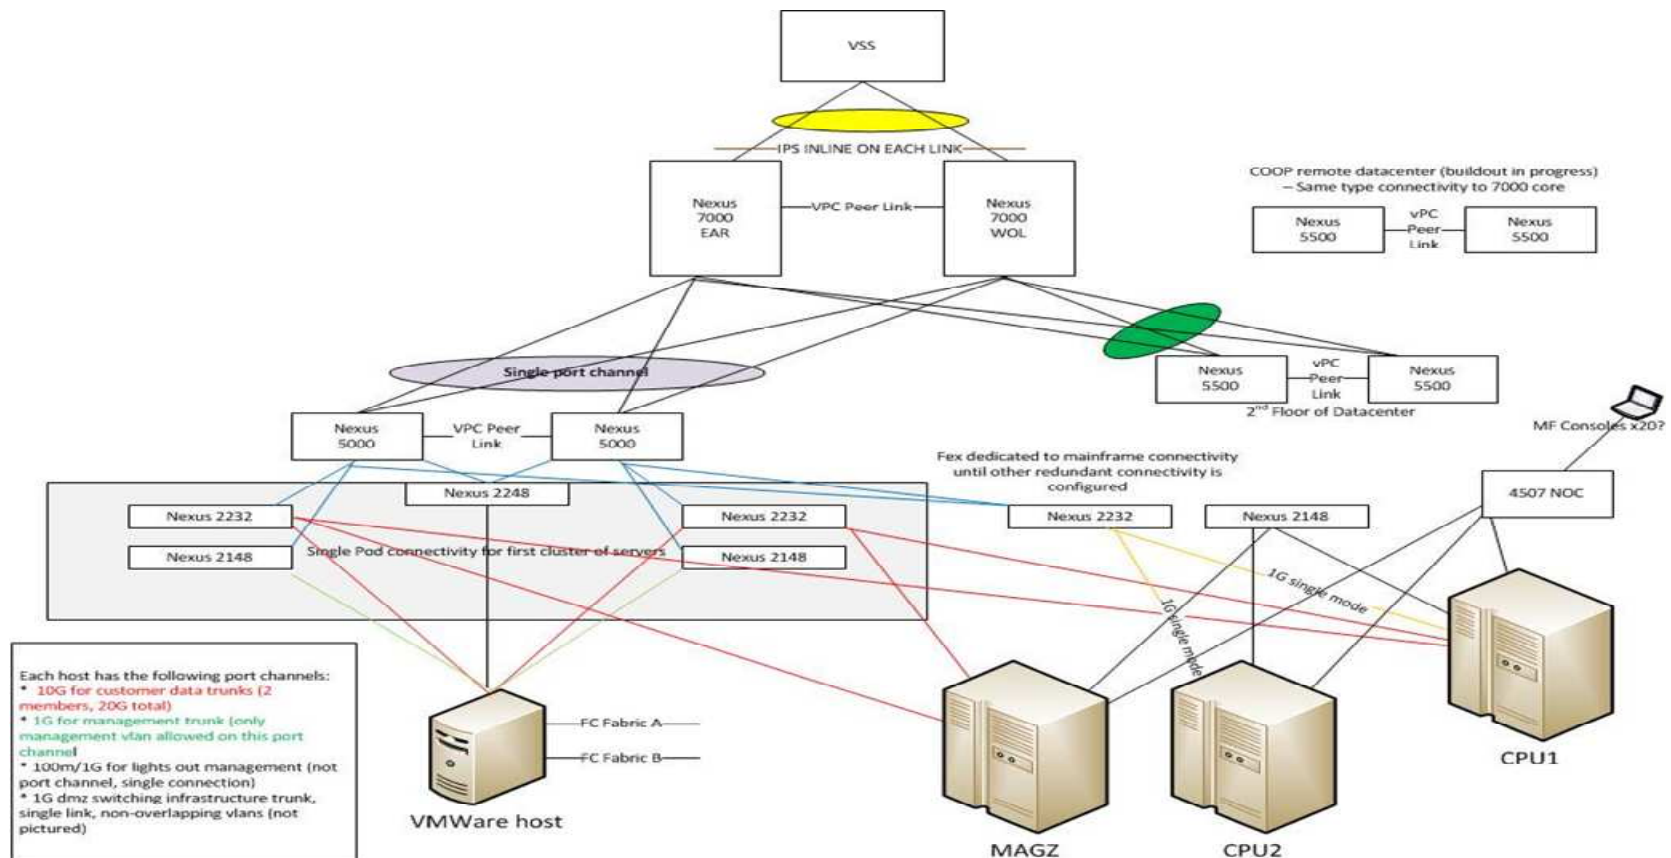 VSS
IPS INLINE ON EACH LINK
Nexus
7000
EAR
VPC Peer Link
Nexus
7000
WOL
COOP remote datacenter (buildout in progress)
– Same type connectivity to 7000 core
Nexus
5500
vPC
Peer
Link
Nexus
5500
Single port channel
Nexus
5500
vPC
Peer
Link
Nexus
5500
2nd Floor of Datacenter
Nexus
5000
VPC Peer
Link
Nexus
5000
MF Consoles x20?
Fex dedicated to mainframe connectivity
until other redundant connectivity is
configured
4507 NOC
Nexus 2248
Nexus 2232
Nexus 2232
Nexus 2232
Nexus 2148
Nexus 2148
Single Pod connectivity for first cluster of servers
Nexus 2148
1G single mode
1G single mode
Each host has the following port channels:
* 10G for customer data trunks (2
members, 20G total)
* 1G for management trunk (only
management vlan allowed on this port
channel
* 100m/1G for lights out management (not
port channel, single connection)
* 1G dmz switching infrastructure trunk,
single link, non-overlapping vlans (not
pictured)
FC Fabric A
FC Fabric B
VMWare host
MAGZ
CPU2
CPU1